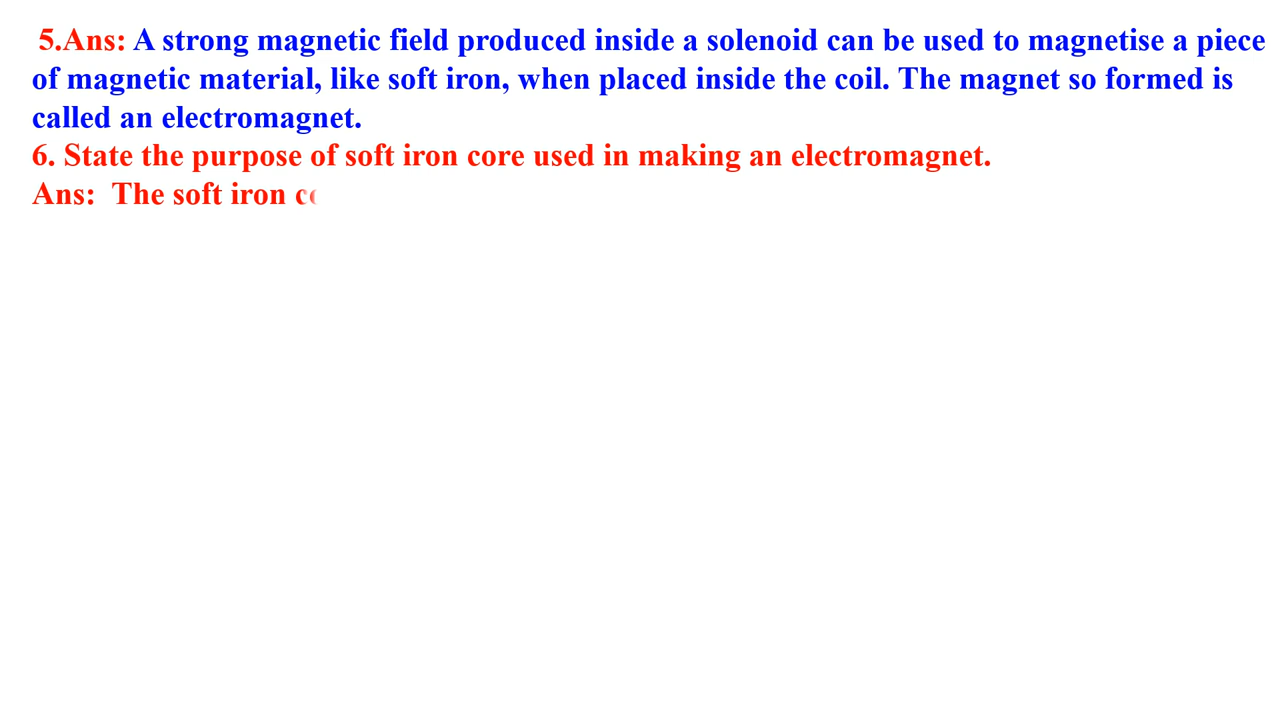 5.Ans: A strong magnetic field produced inside a solenoid can be used to magnetise a piece
of magnetic material, like soft iron, when placed inside the coil. The magnet so formed is
called an electromagnet.
6. State the purpose of soft iron core used in making an electromagnet.
Ans: The soft iron